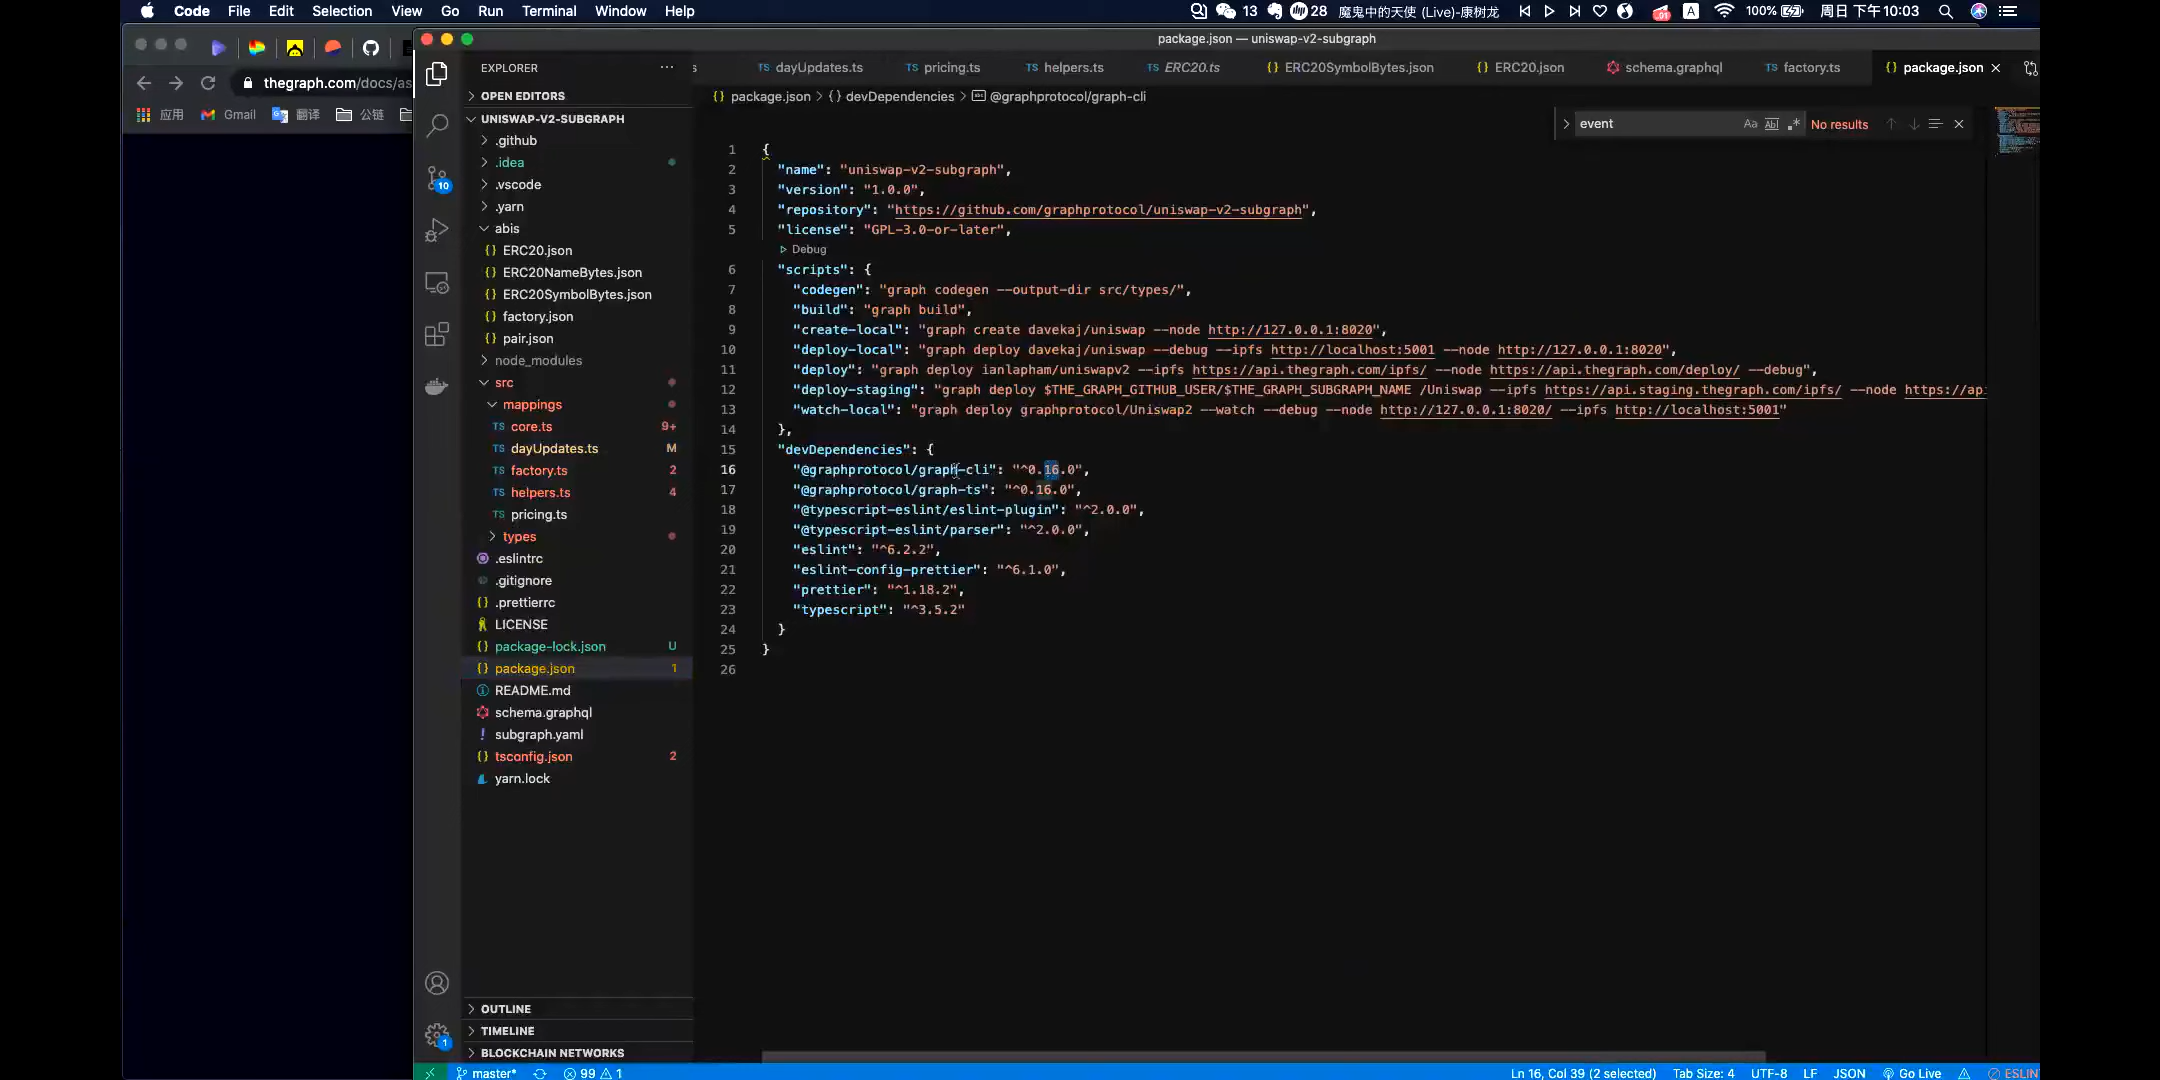 Code File Edit Selection View Go Run Terminal Window Help
13 28 魔鬼中的天使 (Live)-康树龙 A 100% 周日 下午10:03
package.json — uniswap-v2-subgraph
thegraph.com/docs/as
应用 Gmail 翻译 公链
EXPLORER ···
OPEN EDITORS
UNISWAP-V2-SUBGRAPH
.github
.idea
.vscode
.yarn
abis
{} ERC20.json
{} ERC20NameBytes.json
{} ERC20SymbolBytes.json
{} factory.json
{} pair.json
node_modules
src
mappings
TS core.ts 9+
TS dayUpdates.ts M
TS factory.ts 2
TS helpers.ts 4
TS pricing.ts
types
.eslintrc
.gitignore
{} .prettierrc
LICENSE
{} package-lock.json U
{} package.json 1
README.md
schema.graphql
! subgraph.yaml
{} tsconfig.json 2
yarn.lock
OUTLINE
TIMELINE
BLOCKCHAIN NETWORKS
10
1
s TS dayUpdates.ts TS pricing.ts TS helpers.ts TS ERC20.ts {} ERC20SymbolBytes.json {} ERC20.json schema.graphql TS factory.ts {} package.json ×
{} package.json > {} devDependencies > abc @graphprotocol/graph-cli
event Aa Abl .* No results
1 {
2 "name": "uniswap-v2-subgraph",
3 "version": "1.0.0",
4 "repository": "https://github.com/graphprotocol/uniswap-v2-subgraph",
5 "license": "GPL-3.0-or-later",
Debug
6 "scripts": {
7 "codegen": "graph codegen --output-dir src/types/",
8 "build": "graph build",
9 "create-local": "graph create davekaj/uniswap --node http://127.0.0.1:8020",
10 "deploy-local": "graph deploy davekaj/uniswap --debug --ipfs http://localhost:5001 --node http://127.0.0.1:8020",
11 "deploy": "graph deploy ianlapham/uniswapv2 --ipfs https://api.thegraph.com/ipfs/ --node https://api.thegraph.com/deploy/ --debug",
12 "deploy-staging": "graph deploy $THE_GRAPH_GITHUB_USER/$THE_GRAPH_SUBGRAPH_NAME /Uniswap --ipfs https://api.staging.thegraph.com/ipfs/ --node https://api
13 "watch-local": "graph deploy graphprotocol/Uniswap2 --watch --debug --node http://127.0.0.1:8020/ --ipfs http://localhost:5001"
14 },
15 "devDependencies": {
16 "@graphprotocol/graph-cli": "^0.16.0",
17 "@graphprotocol/graph-ts": "^0.16.0",
18 "@typescript-eslint/eslint-plugin": "^2.0.0",
19 "@typescript-eslint/parser": "^2.0.0",
20 "eslint": "^6.2.2",
21 "eslint-config-prettier": "^6.1.0",
22 "prettier": "^1.18.2",
23 "typescript": "^3.5.2"
24 }
25 }
26
master* 99 1 Ln 16, Col 39 (2 selected) Tab Size: 4 UTF-8 LF JSON Go Live ESLIN